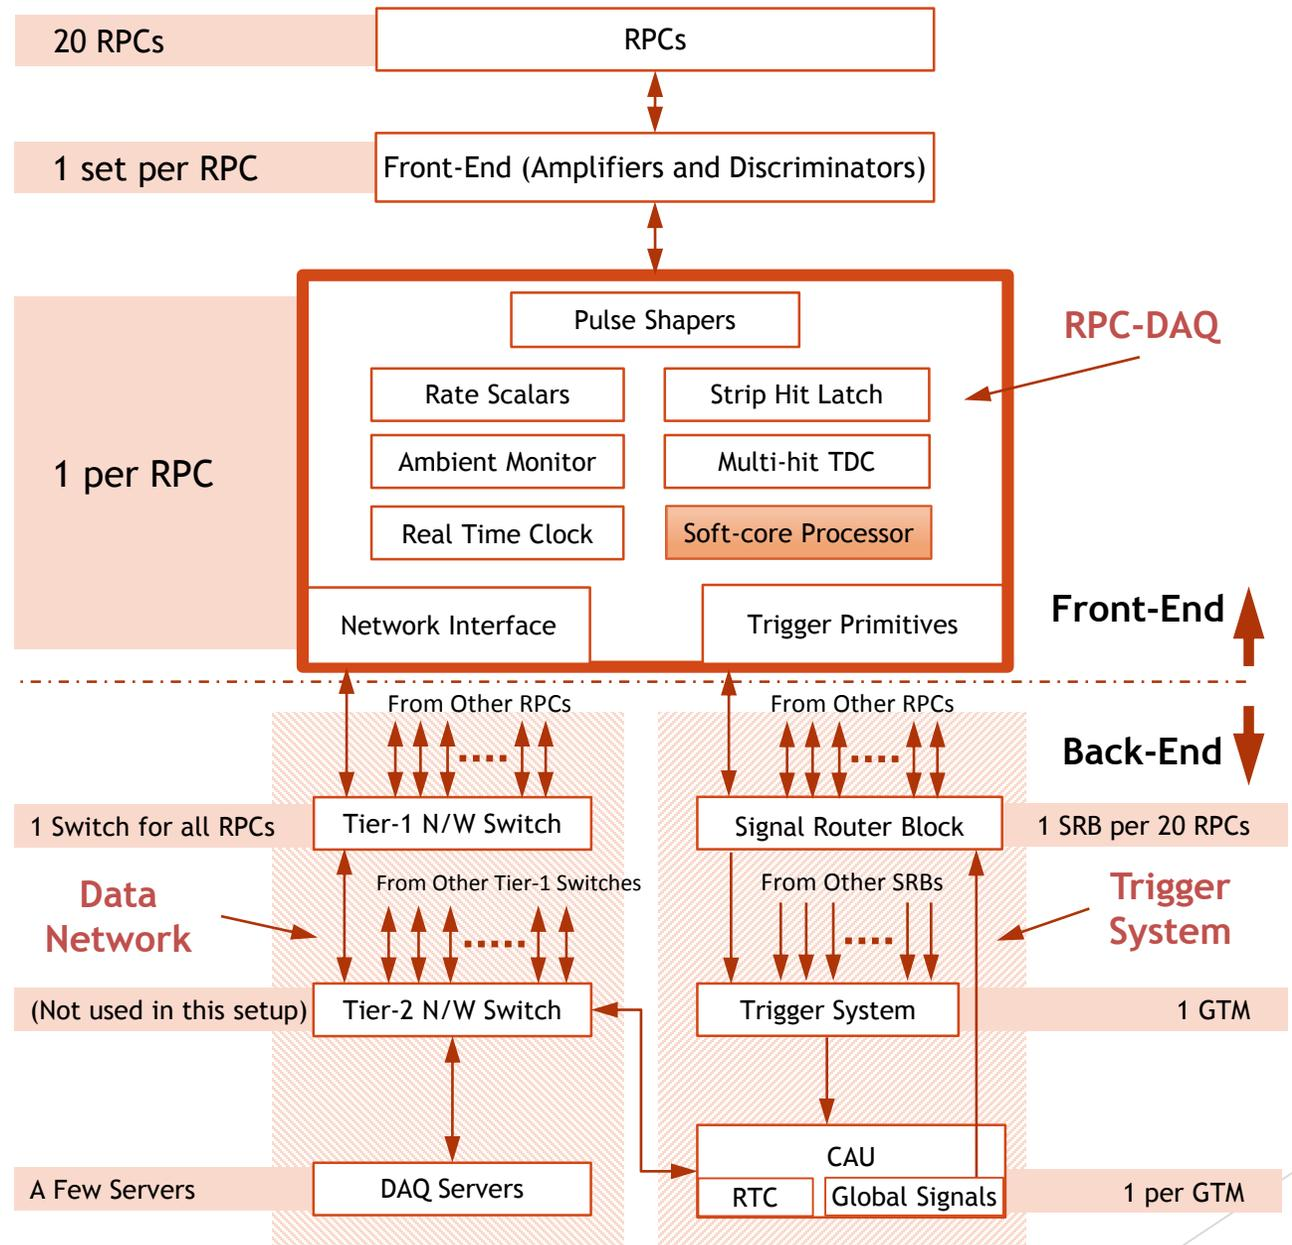 20 RPCs
RPCs
1 set per RPC
Front-End (Amplifiers and Discriminators)
Pulse Shapers
RPC-DAQ
Rate Scalars
Strip Hit Latch
Ambient Monitor
Multi-hit TDC
1 per RPC
Real Time Clock
Soft-core Processor
Network Interface
Trigger Primitives
Front-End
From Other RPCs
From Other RPCs
Back-End
1 Switch for all RPCs
Tier-1 N/W Switch
Signal Router Block
1 SRB per 20 RPCs
Data
Network
From Other Tier-1 Switches
From Other SRBs
Trigger
System
(Not used in this setup)
Tier-2 N/W Switch
Trigger System
1 GTM
CAU
A Few Servers
DAQ Servers
RTC
Global Signals
1 per GTM